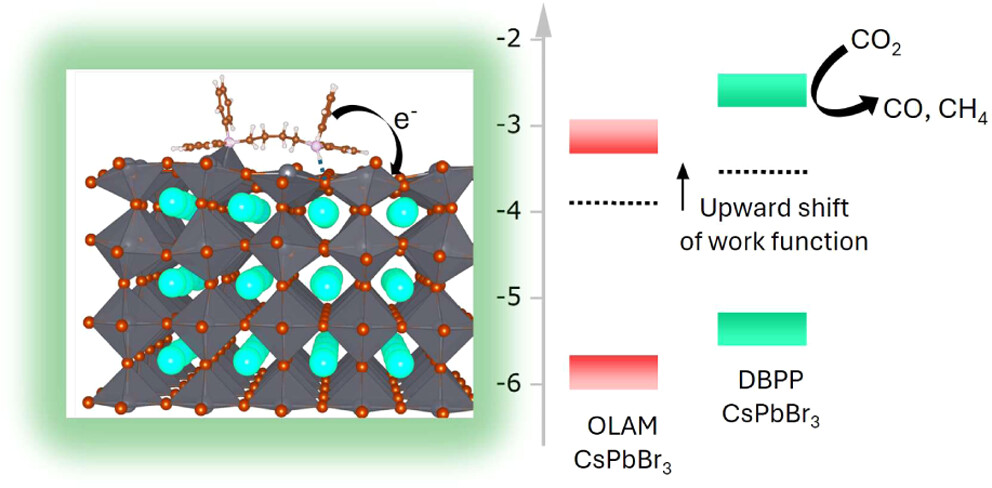 e⁻
-2
-3
-4
-5
-6
CO₂
CO, CH₄
Upward shift
of work function
OLAM
CsPbBr₃
DBPP
CsPbBr₃